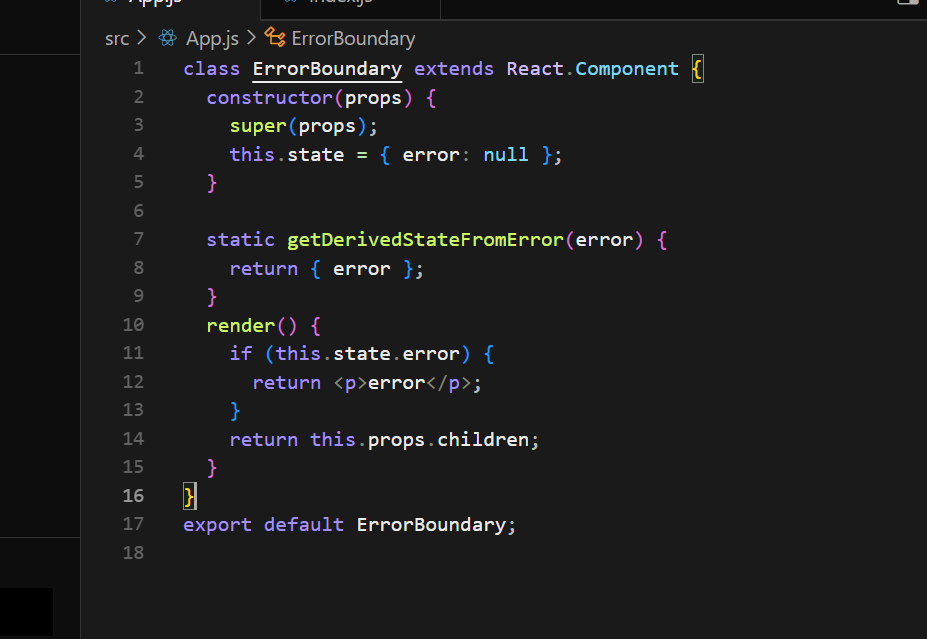 App.js index.js
src > App.js > ErrorBoundary
1 class ErrorBoundary extends React.Component {
2   constructor(props) {
3     super(props);
4     this.state = { error: null };
5   }
6
7   static getDerivedStateFromError(error) {
8     return { error };
9   }
10   render() {
11     if (this.state.error) {
12       return <p>error</p>;
13     }
14     return this.props.children;
15   }
16 }
17 export default ErrorBoundary;
18